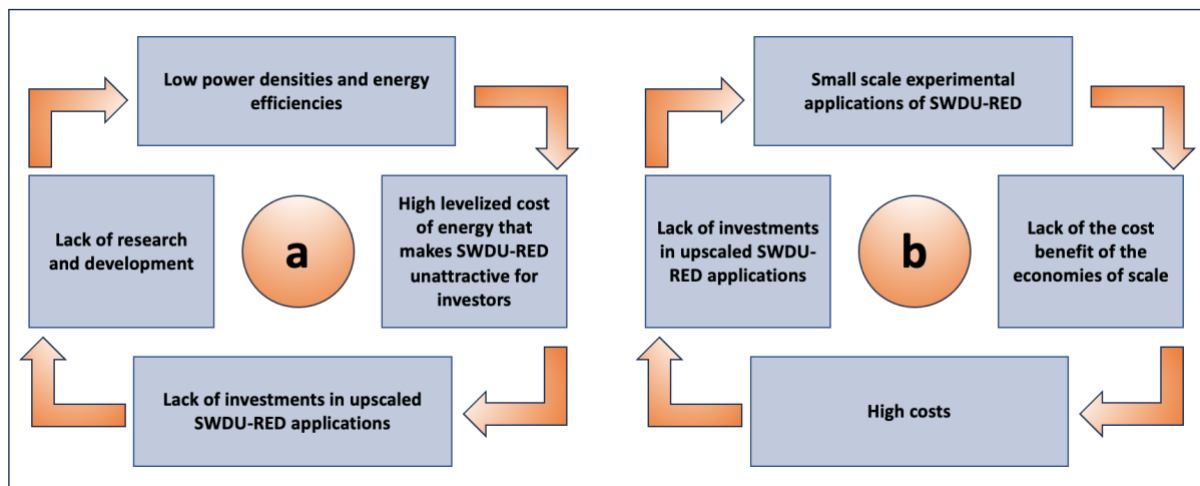 Low power densities and energy
efficiencies
Lack of research
and development
a
High levelized cost
of energy that
makes SWDU-RED
unattractive for
investors
Lack of investments in upscaled
SWDU-RED applications
Small scale experimental
applications of SWDU-RED
Lack of investments
in upscaled SWDU-
RED applications
b
Lack of the cost
benefit of the
economies of scale
High costs